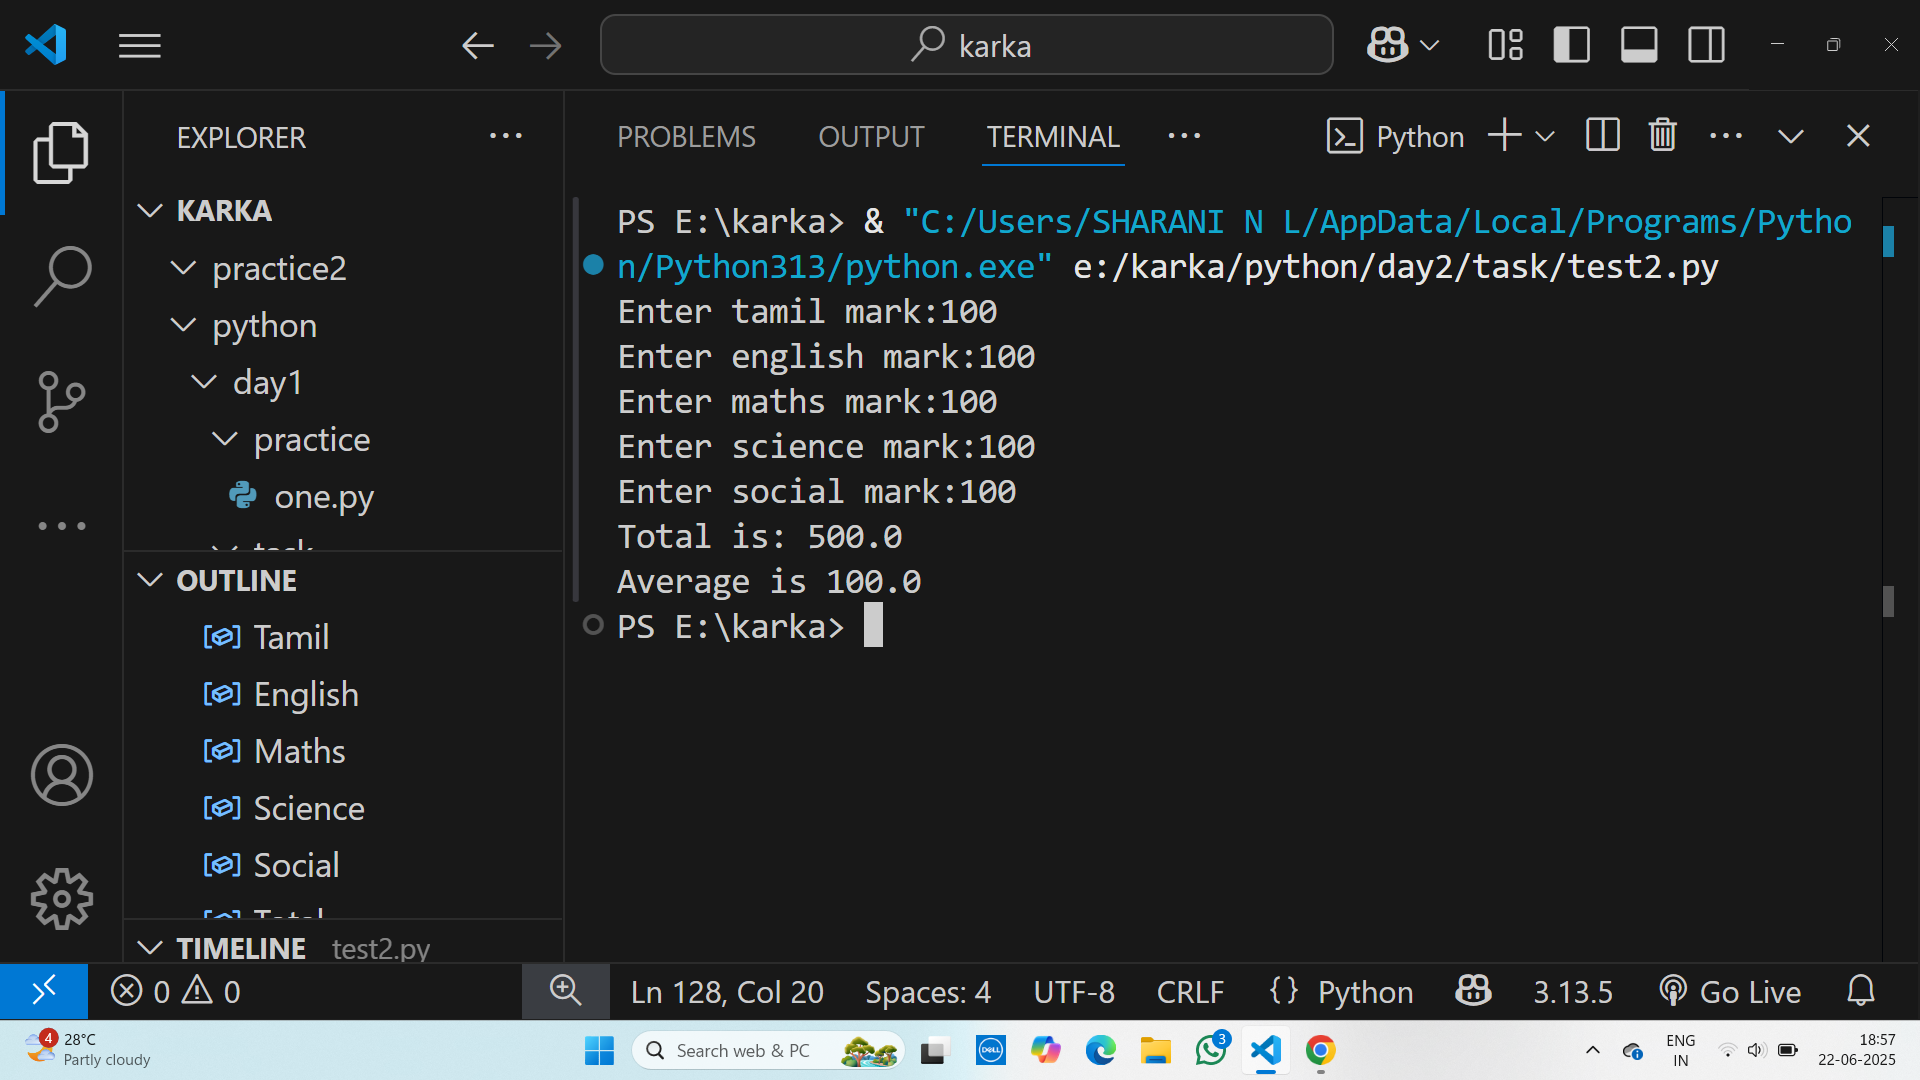 karka
EXPLORER
KARKA
practice2
python
day1
practice
one.py
task
OUTLINE
Tamil
English
Maths
Science
Social
Total
TIMELINE test2.py
PROBLEMS OUTPUT TERMINAL
Python
PS E:\karka> & "C:/Users/SHARANI N L/AppData/Local/Programs/Pytho
n/Python313/python.exe" e:/karka/python/day2/task/test2.py
Enter tamil mark:100
Enter english mark:100
Enter maths mark:100
Enter science mark:100
Enter social mark:100
Total is: 500.0
Average is 100.0
PS E:\karka>
0 0 Ln 128, Col 20 Spaces: 4 UTF-8 CRLF {} Python 3.13.5 Go Live
4 28°C
Partly cloudy
Search web & PC
DELL
3
ENG
IN
18:57
22-06-2025